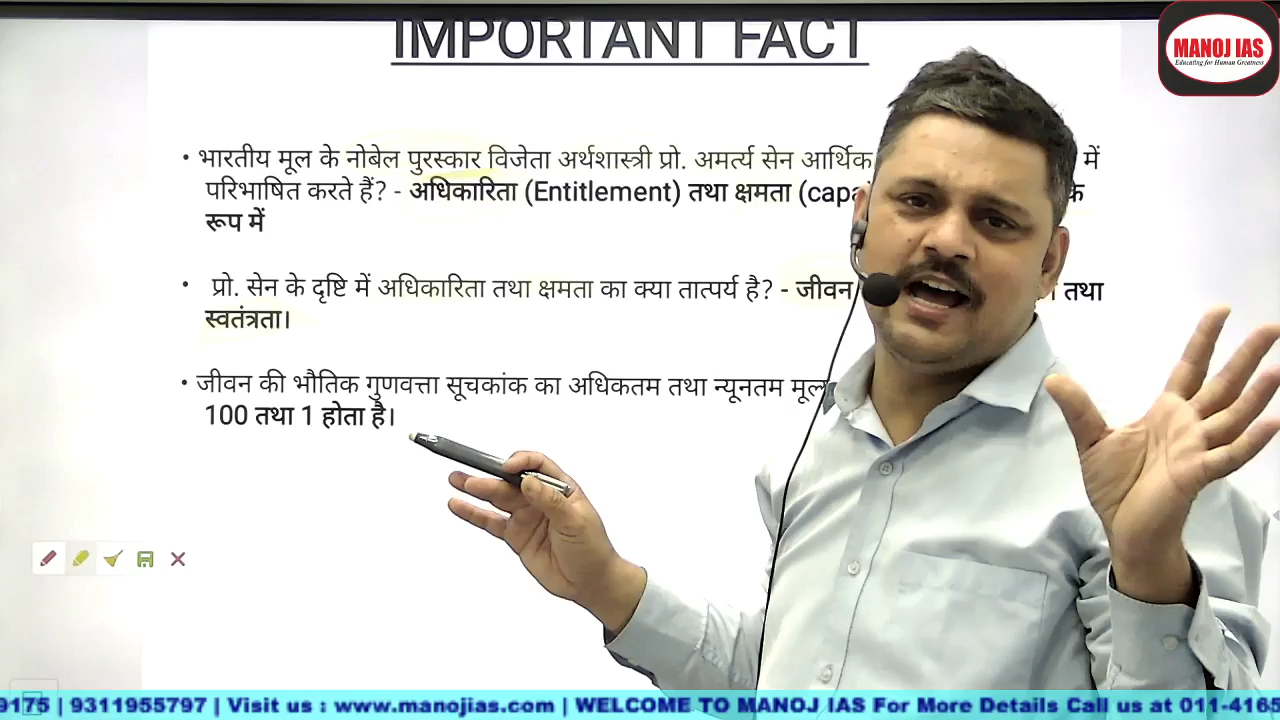 IMPORTANT FACT
MANOJ IAS
Educating for Human Greatness
• भारतीय मूल के नोबेल पुरस्कार विजेता अर्थशास्त्री प्रो. अमर्त्य सेन आर्थिक में
परिभाषित करते हैं? - अधिकारिता (Entitlement) तथा क्षमता के
रूप में
• प्रो. सेन के दृष्टि में अधिकारिता तथा क्षमता का क्या तात्पर्य है? - जीवन तथा
स्वतंत्रता।
• जीवन की भौतिक गुणवत्ता सूचकांक का अधिकतम तथा न्यूनतम
100 तथा 1 होता है।
9175 | 9311955797 | Visit us : www.manojias.com | WELCOME TO MANOJ IAS For More Details Call us at 011-4165